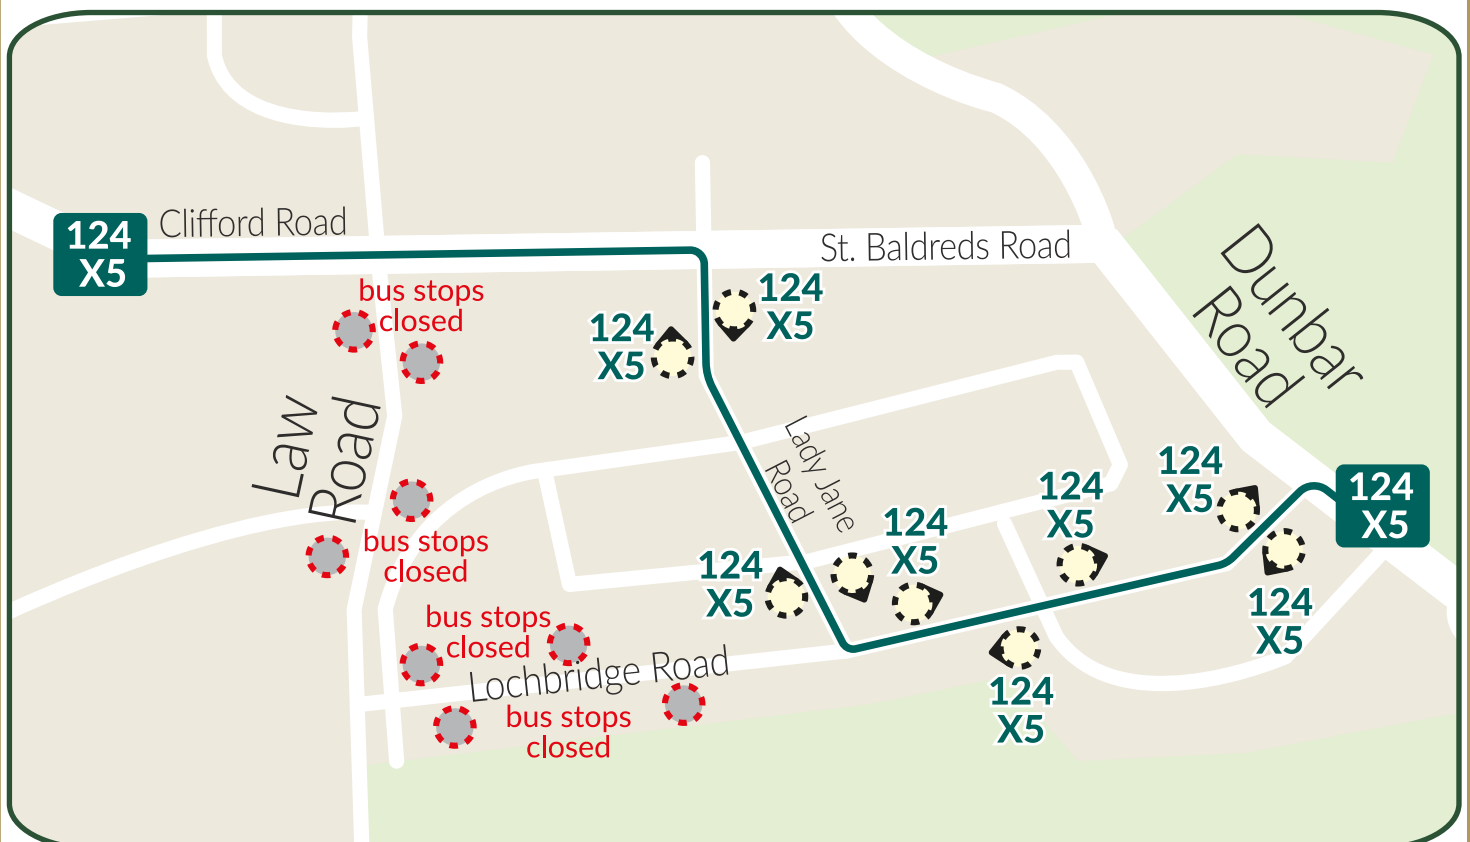 Clifford Road
124
X5
St. Baldreds Road
Dunbar
Road
bus stops
closed
124
X5
124
X5
Law
Road
Lady Jane
Road
124
X5
124
X5
124
X5
124
X5
bus stops
closed
124
X5
124
X5
bus stops
closed
Lochbridge Road
124
X5
bus stops
closed